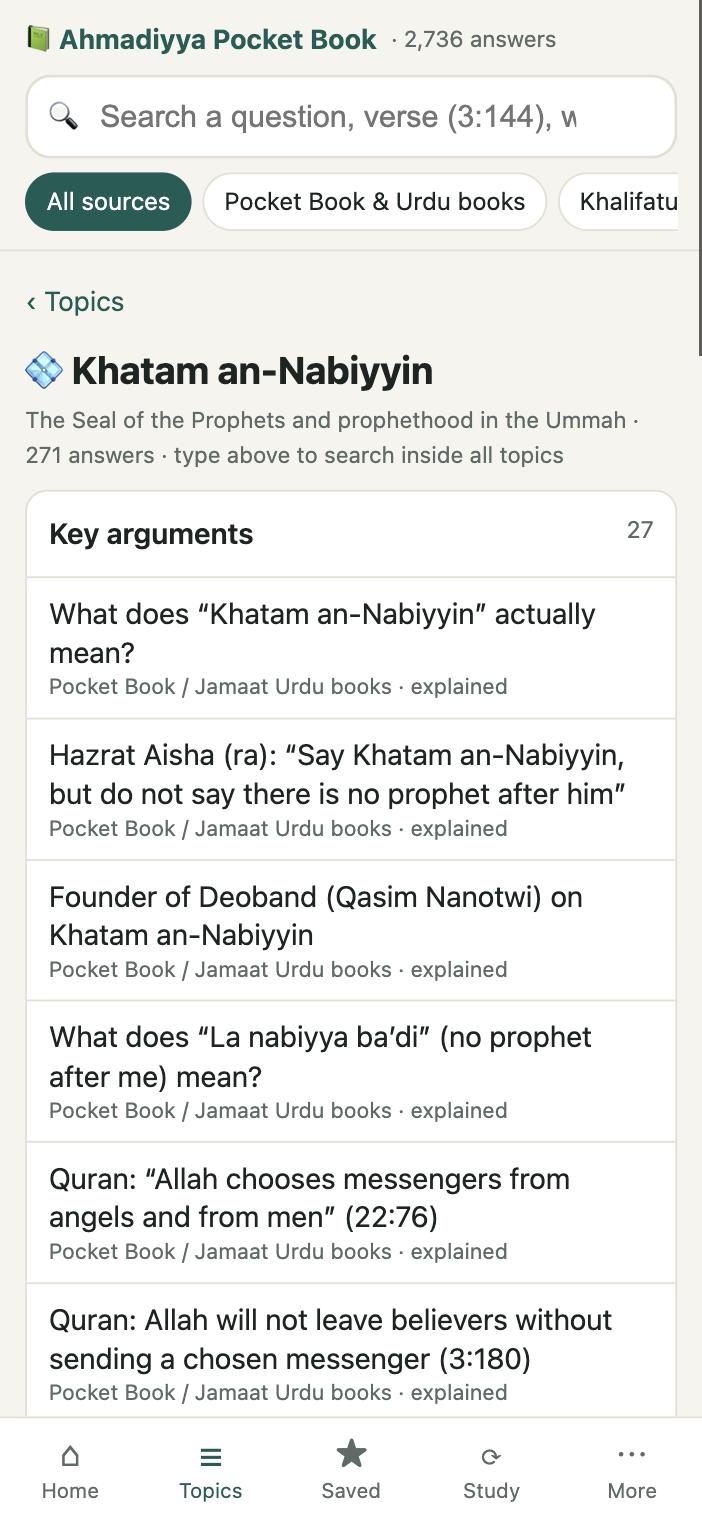 Ahmadiyya Pocket Book · 2,736 answers
Search a question, verse (3:144), w
All sources
Pocket Book & Urdu books
Khalifatu
‹ Topics
Khatam an-Nabiyyin
The Seal of the Prophets and prophethood in the Ummah ·
271 answers · type above to search inside all topics
Key arguments 27
What does “Khatam an-Nabiyyin” actually
mean?
Pocket Book / Jamaat Urdu books · explained
Hazrat Aisha (ra): “Say Khatam an-Nabiyyin,
but do not say there is no prophet after him”
Pocket Book / Jamaat Urdu books · explained
Founder of Deoband (Qasim Nanotwi) on
Khatam an-Nabiyyin
Pocket Book / Jamaat Urdu books · explained
What does “La nabiyya ba’di” (no prophet
after me) mean?
Pocket Book / Jamaat Urdu books · explained
Quran: “Allah chooses messengers from
angels and from men” (22:76)
Pocket Book / Jamaat Urdu books · explained
Quran: Allah will not leave believers without
sending a chosen messenger (3:180)
Pocket Book / Jamaat Urdu books · explained
Home
Topics
Saved
Study
More